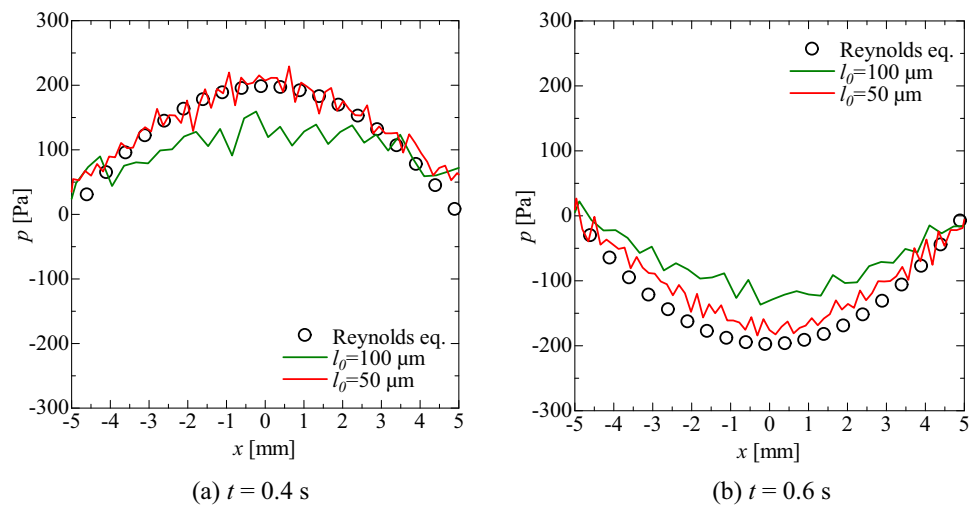 300
200
100
0
-100
-200
-300
p [Pa]
-5 -4 -3 -2 -1 0 1 2 3 4 5
x [mm]
Reynolds eq.
l0=100 μm
l0=50 μm
(a) t = 0.4 s
300
200
100
0
-100
-200
-300
p [Pa]
-5 -4 -3 -2 -1 0 1 2 3 4 5
x [mm]
Reynolds eq.
l0=100 μm
l0=50 μm
(b) t = 0.6 s